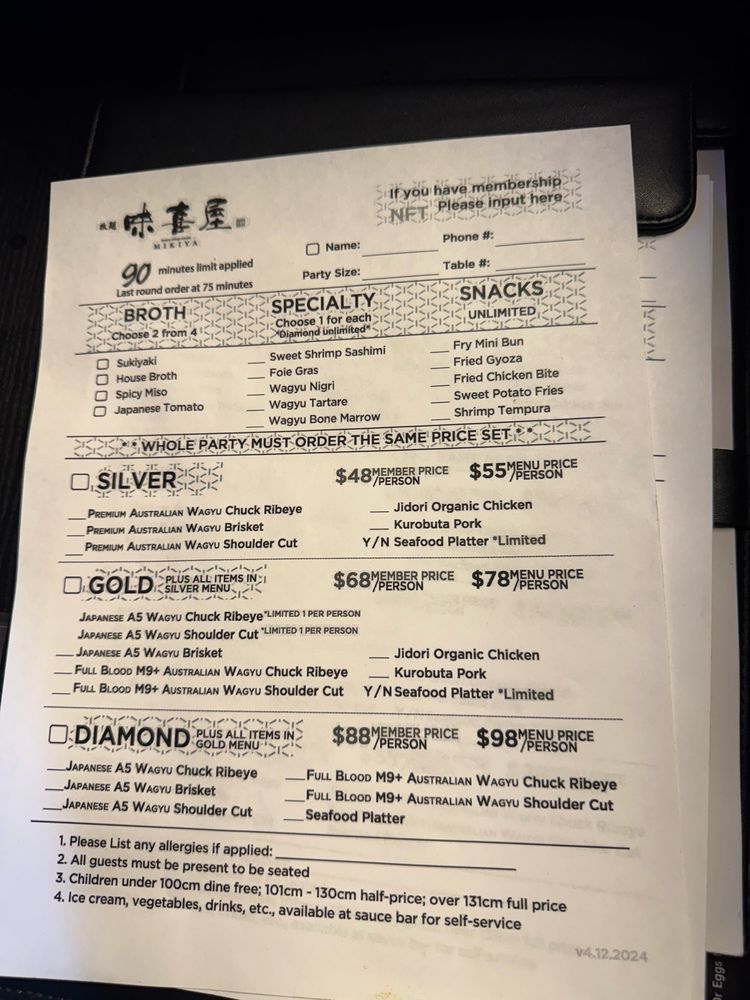 味喜屋
MIKIYA
If you have membership
NFT Please input here
Name:
Phone #:
Party Size:
Table #:
90 minutes limit applied
Last round order at 75 minutes
BROTH
Choose 2 from 4
SPECIALTY
Choose 1 for each
*Diamond unlimited*
SNACKS
UNLIMITED
Sukiyaki
House Broth
Spicy Miso
Japanese Tomato
Sweet Shrimp Sashimi
Foie Gras
Wagyu Nigri
Wagyu Tartare
Wagyu Bone Marrow
Fry Mini Bun
Fried Gyoza
Fried Chicken Bite
Sweet Potato Fries
Shrimp Tempura
**WHOLE PARTY MUST ORDER THE SAME PRICE SET**
SILVER
$48 MEMBER PRICE /PERSON
$55 MENU PRICE /PERSON
Premium Australian Wagyu Chuck Ribeye
Premium Australian Wagyu Brisket
Premium Australian Wagyu Shoulder Cut
Jidori Organic Chicken
Kurobuta Pork
Y/N Seafood Platter *Limited
GOLD PLUS ALL ITEMS IN SILVER MENU
$68 MEMBER PRICE /PERSON
$78 MENU PRICE /PERSON
Japanese A5 Wagyu Chuck Ribeye *LIMITED 1 PER PERSON
Japanese A5 Wagyu Shoulder Cut *LIMITED 1 PER PERSON
Japanese A5 Wagyu Brisket
Full Blood M9+ Australian Wagyu Chuck Ribeye
Full Blood M9+ Australian Wagyu Shoulder Cut
Jidori Organic Chicken
Kurobuta Pork
Y/N Seafood Platter *Limited
DIAMOND PLUS ALL ITEMS IN GOLD MENU
$88 MEMBER PRICE /PERSON
$98 MENU PRICE /PERSON
Japanese A5 Wagyu Chuck Ribeye
Japanese A5 Wagyu Brisket
Japanese A5 Wagyu Shoulder Cut
Full Blood M9+ Australian Wagyu Chuck Ribeye
Full Blood M9+ Australian Wagyu Shoulder Cut
Seafood Platter
1. Please List any allergies if applied:
2. All guests must be present to be seated
3. Children under 100cm dine free; 101cm - 130cm half-price; over 131cm full price
4. Ice cream, vegetables, drinks, etc., available at sauce bar for self-service
v4.12.2024
Eggs